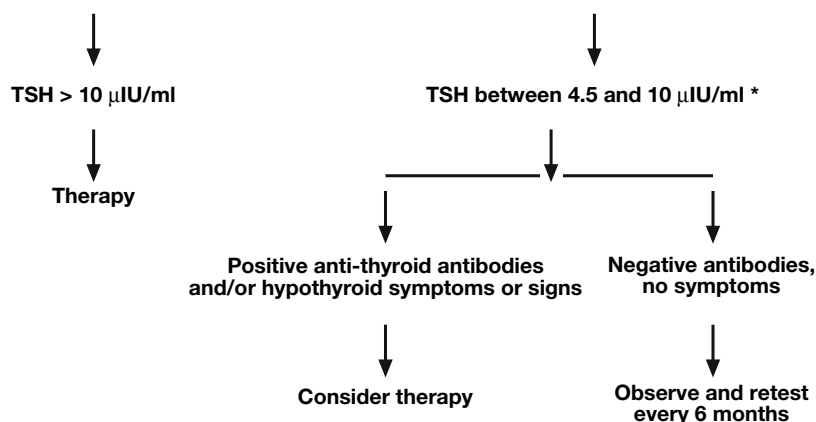 TSH > 10 μIU/ml
TSH between 4.5 and 10 μIU/ml *
Therapy
Positive anti-thyroid antibodies
and/or hypothyroid symptoms or signs
Negative antibodies,
no symptoms
Consider therapy
Observe and retest
every 6 months